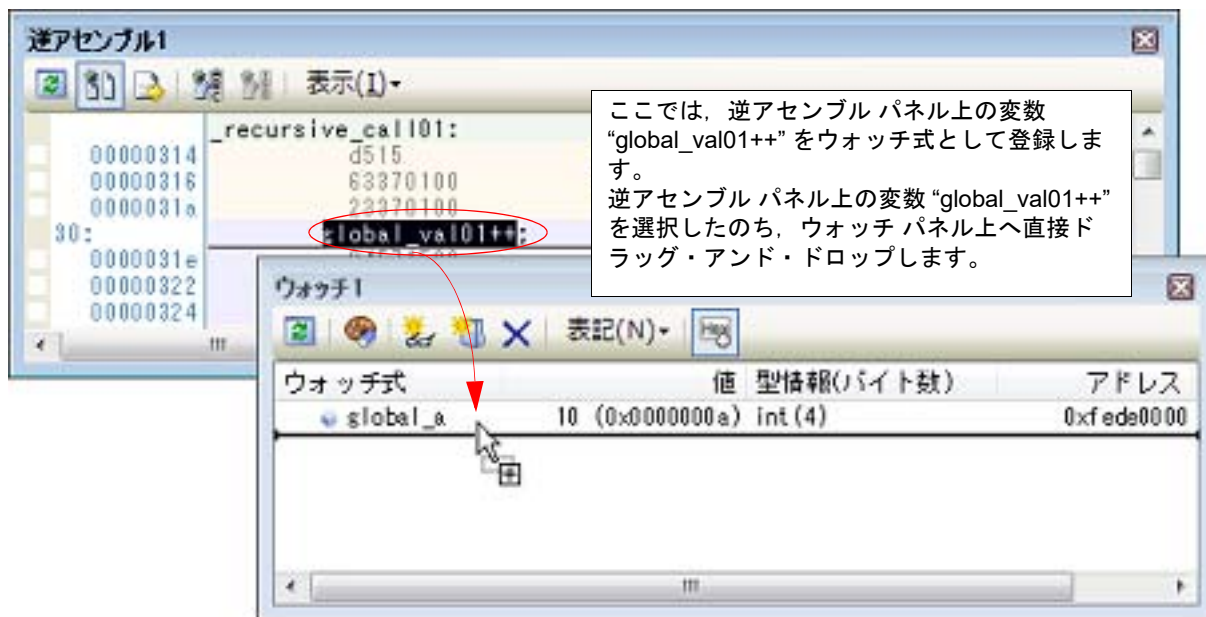 逆アセンブル1
表示(I)
_recursive_call01:
00000314 d515
00000316 63370100
0000031a 23370100
30: global_val01++;
0000031e
00000322
00000324
ここでは，逆アセンブル パネル上の変数
“global_val01++” をウォッチ式として登録しま
す。
逆アセンブル パネル上の変数 “global_val01++”
を選択したのち，ウォッチ パネル上へ直接ド
ラッグ・アンド・ドロップします。
ウォッチ1
表記(N) Hex
ウォッチ式 値 型情報(バイト数) アドレス
global_a 10 (0x0000000a) int(4) 0xfede0000